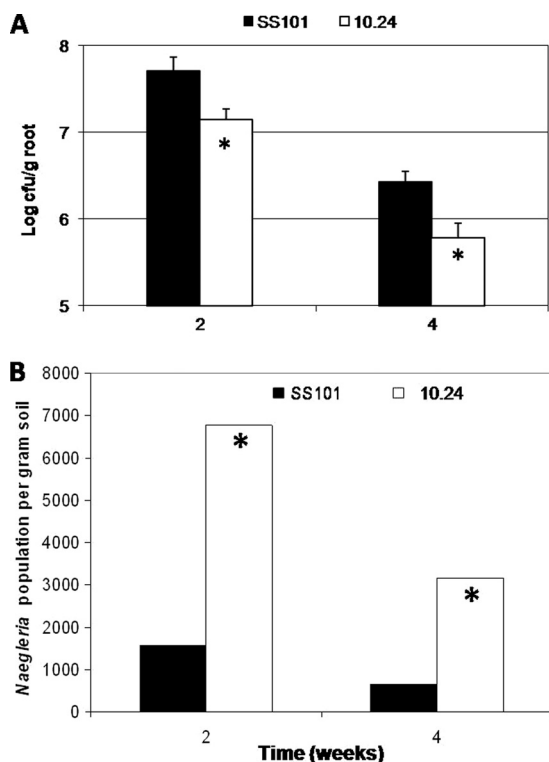 A
SS101 10.24
8
7
6
5
Log cfu/g root
*
*
2 4
B
SS101 10.24
8000
7000
6000
5000
4000
3000
2000
1000
0
Naegleria population per gram soil
*
*
2 4
Time (weeks)